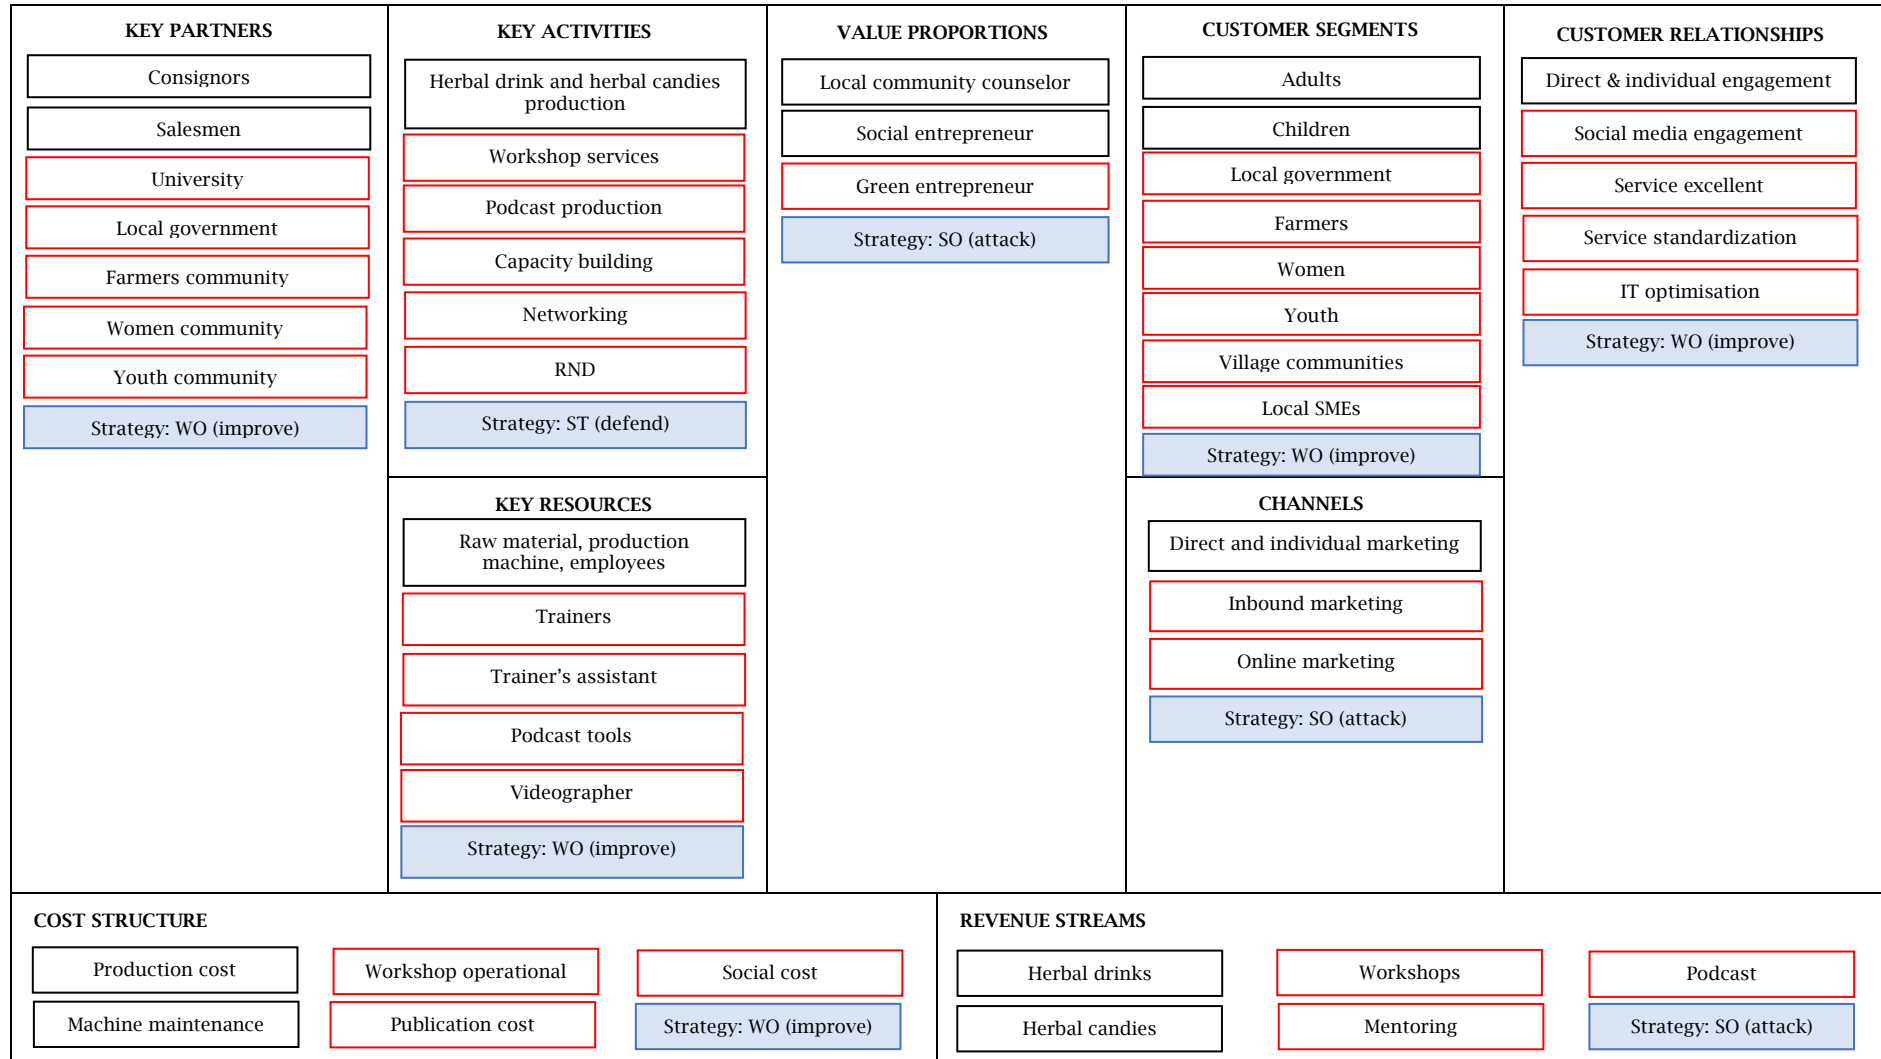 KEY PARTNERS
Consignors
Salesmen
University
Local government
Farmers community
Women community
Youth community
Strategy: WO (improve)
KEY ACTIVITIES
Herbal drink and herbal candies
production
Workshop services
Podcast production
Capacity building
Networking
RND
Strategy: ST (defend)
KEY RESOURCES
Raw material, production
machine, employees
Trainers
Trainer’s assistant
Podcast tools
Videographer
Strategy: WO (improve)
VALUE PROPORTIONS
Local community counselor
Social entrepreneur
Green entrepreneur
Strategy: SO (attack)
CUSTOMER SEGMENTS
Adults
Children
Local government
Farmers
Women
Youth
Village communities
Local SMEs
Strategy: WO (improve)
CHANNELS
Direct and individual marketing
Inbound marketing
Online marketing
Strategy: SO (attack)
CUSTOMER RELATIONSHIPS
Direct & individual engagement
Social media engagement
Service excellent
Service standardization
IT optimisation
Strategy: WO (improve)
COST STRUCTURE
Production cost
Workshop operational
Social cost
Machine maintenance
Publication cost
Strategy: WO (improve)
REVENUE STREAMS
Herbal drinks
Workshops
Podcast
Herbal candies
Mentoring
Strategy: SO (attack)